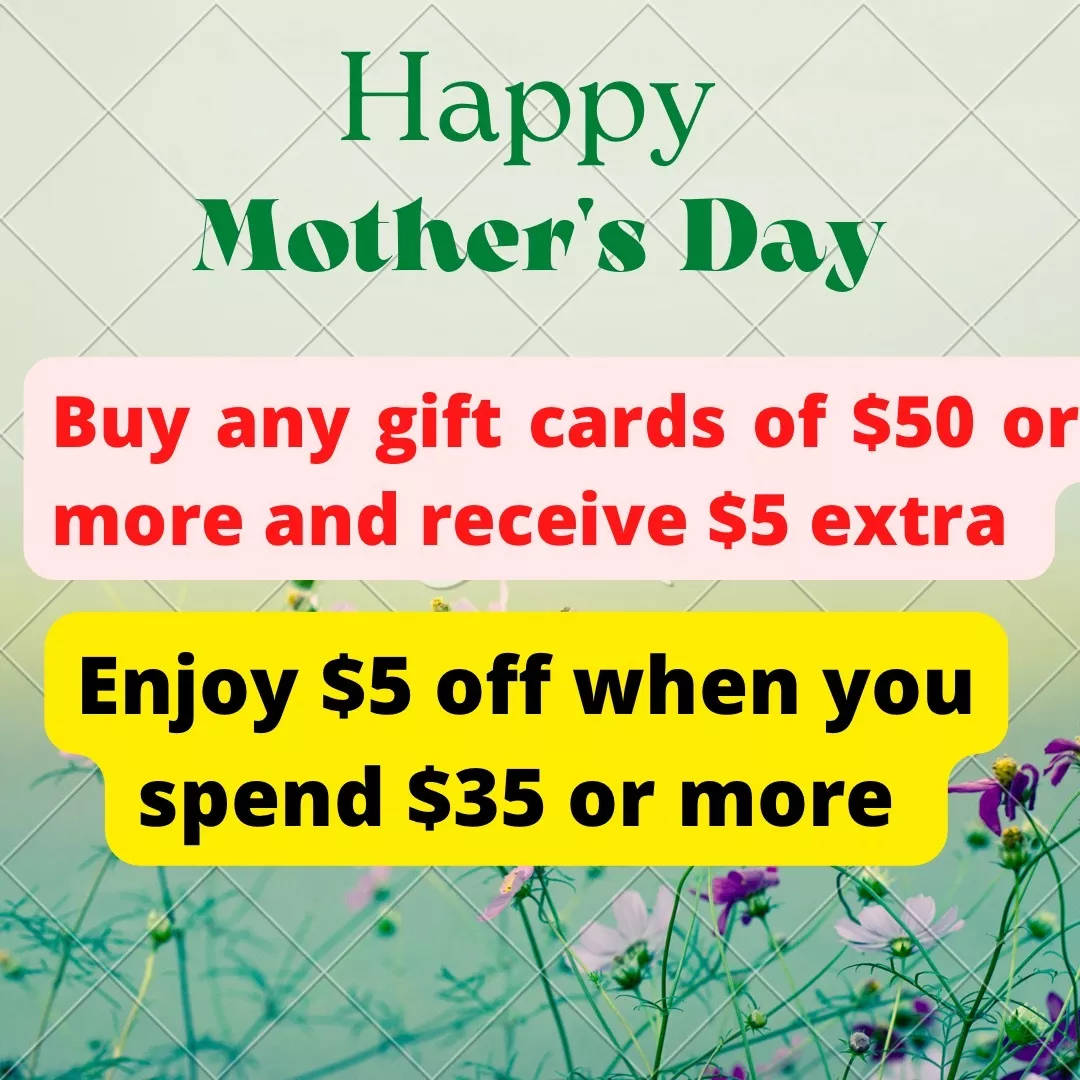 Happy
Mother's Day
Buy any gift cards of $50 or
more and receive $5 extra
Enjoy $5 off when you
spend $35 or more